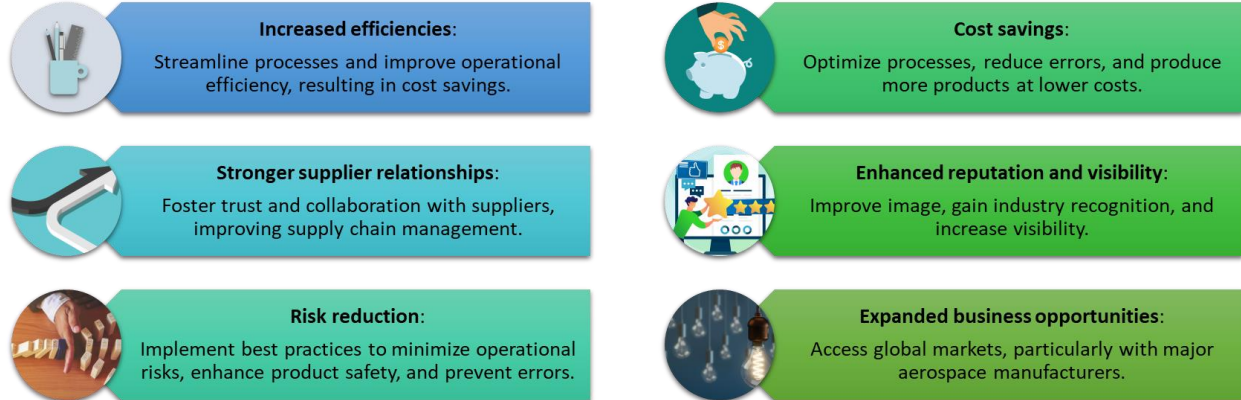 Increased efficiencies:
Streamline processes and improve operational
efficiency, resulting in cost savings.
Cost savings:
Optimize processes, reduce errors, and produce
more products at lower costs.
Stronger supplier relationships:
Foster trust and collaboration with suppliers,
improving supply chain management.
Enhanced reputation and visibility:
Improve image, gain industry recognition, and
increase visibility.
Risk reduction:
Implement best practices to minimize operational
risks, enhance product safety, and prevent errors.
Expanded business opportunities:
Access global markets, particularly with major
aerospace manufacturers.